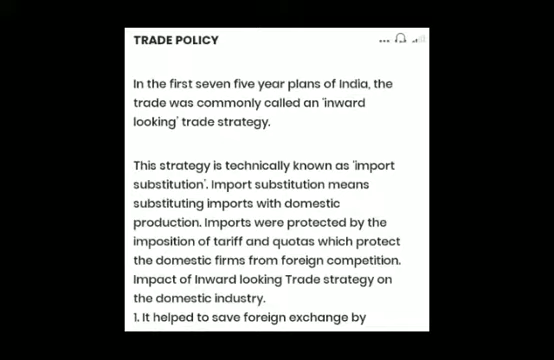 TRADE POLICY
In the first seven five year plans of India, the
trade was commonly called an 'inward
looking' trade strategy.
This strategy is technically known as 'import
substitution'. Import substitution means
substituting imports with domestic
production. Imports were protected by the
imposition of tariff and quotas which protect
the domestic firms from foreign competition.
Impact of Inward looking Trade strategy on
the domestic industry.
1. It helped to save foreign exchange by